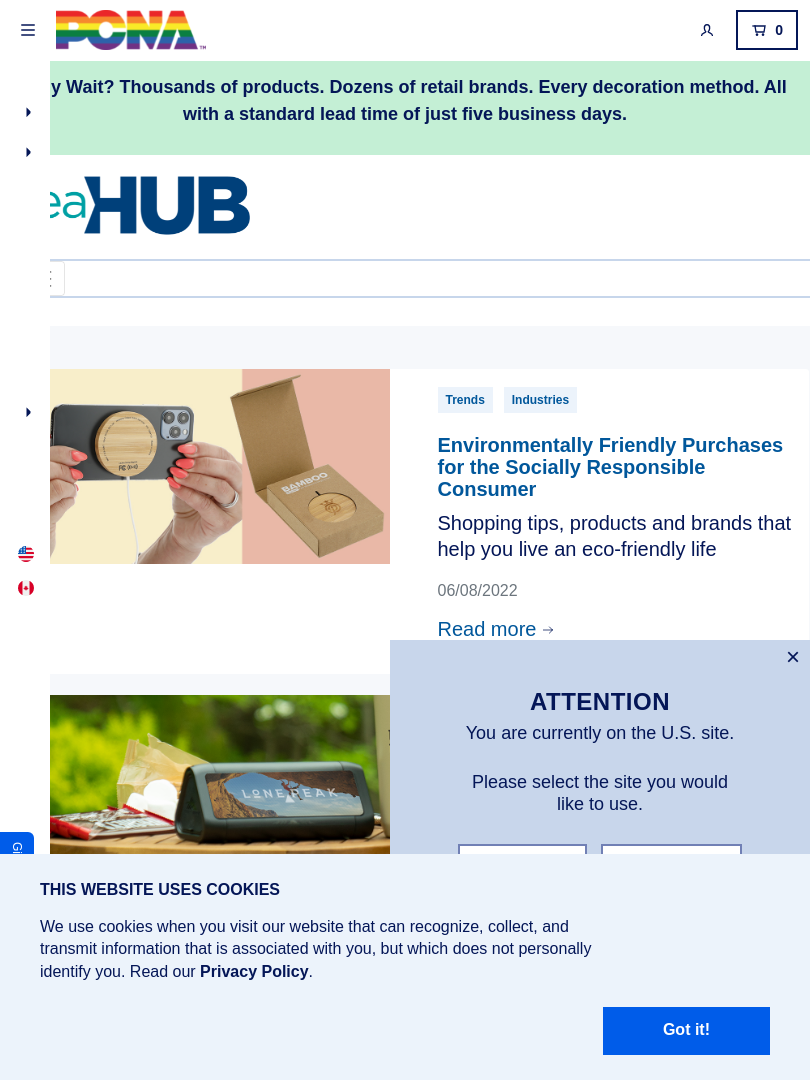 PCNA
0
y Wait? Thousands of products. Dozens of retail brands. Every decoration method. All
with a standard lead time of just five business days.
eaHUB
Trends
Industries
Environmentally Friendly Purchases
for the Socially Responsible
Consumer
Shopping tips, products and brands that
help you live an eco-friendly life
06/08/2022
Read more
BAMBOO
LONE PEAK
ATTENTION
You are currently on the U.S. site.
Please select the site you would
like to use.
THIS WEBSITE USES COOKIES
We use cookies when you visit our website that can recognize, collect, and
transmit information that is associated with you, but which does not personally
identify you. Read our Privacy Policy.
Got it!